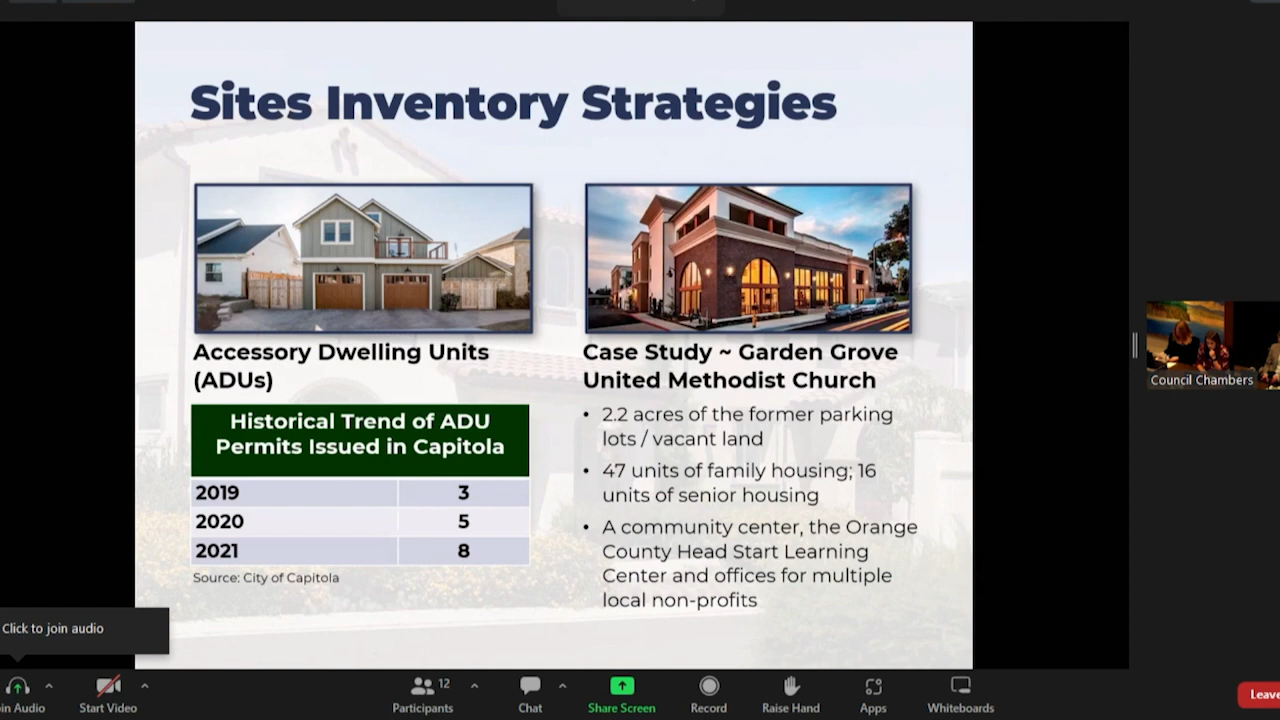 Sites Inventory Strategies
Accessory Dwelling Units
(ADUs)
Historical Trend of ADU
Permits Issued in Capitola
2019 3
2020 5
2021 8
Source: City of Capitola
Case Study ~ Garden Grove
United Methodist Church
• 2.2 acres of the former parking
lots / vacant land
• 47 units of family housing; 16
units of senior housing
• A community center, the Orange
County Head Start Learning
Center and offices for multiple
local non-profits
Council Chambers
Click to join audio
in Audio
Start Video
12
Participants
Chat
Share Screen
Record
Raise Hand
Apps
Whiteboards
Leave